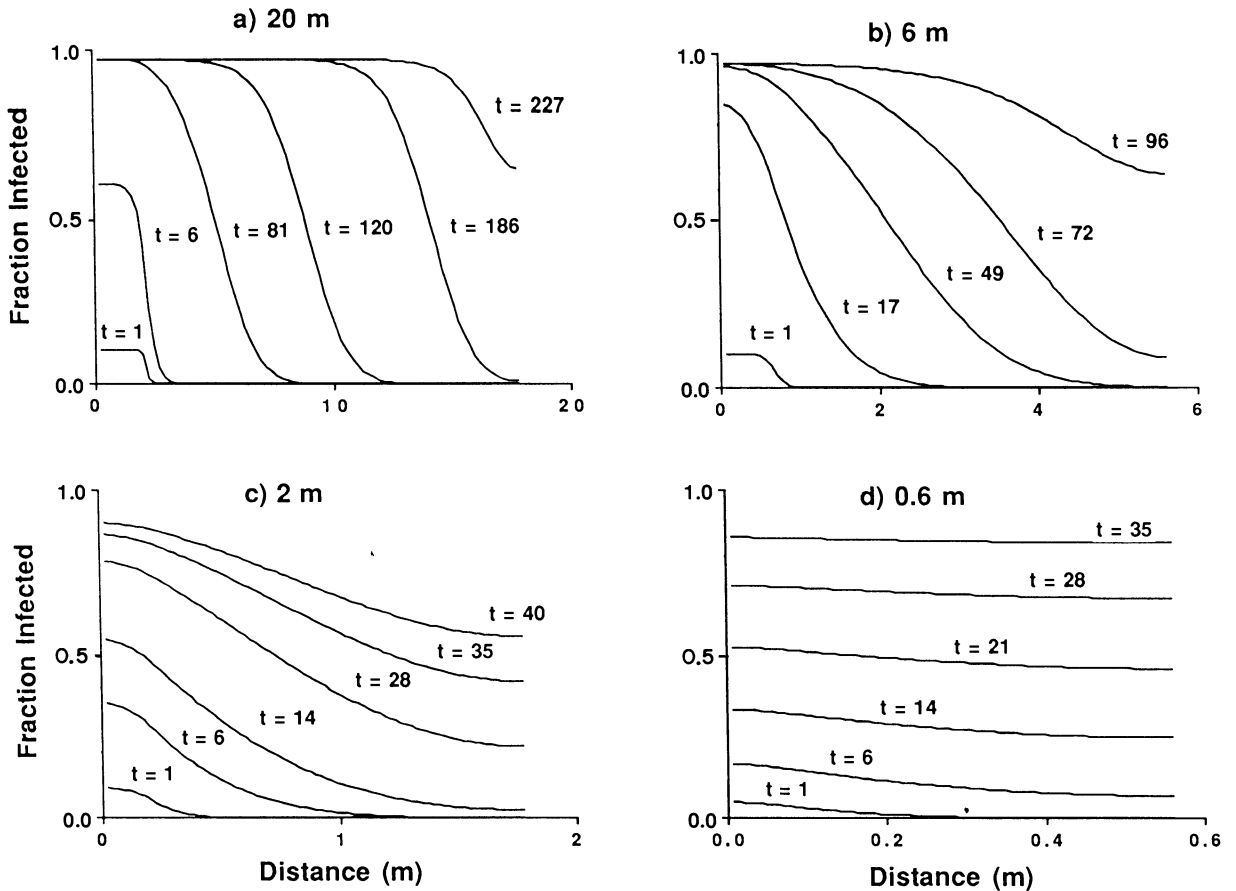 a) 20 m
1.0
0.5
0.0
t = 227
t = 6
t = 81
t = 120
t = 186
t = 1
0
10
20
Fraction Infected
b) 6 m
1.0
0.5
0.0
t = 96
t = 72
t = 49
t = 17
t = 1
0
2
4
6
c) 2 m
1.0
0.5
0.0
t = 40
t = 35
t = 28
t = 14
t = 6
t = 1
0
1
2
Fraction Infected
Distance (m)
d) 0.6 m
1.0
0.5
0.0
t = 35
t = 28
t = 21
t = 14
t = 6
t = 1
0.0
0.2
0.4
0.6
Distance (m)